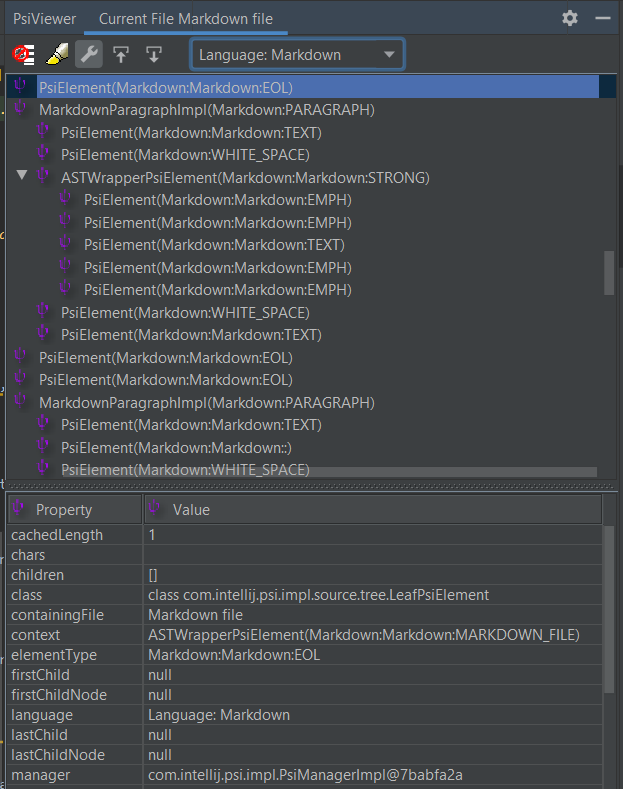 PsiViewer Current File Markdown file
Language: Markdown
PsiElement(Markdown:Markdown:EOL)
MarkdownParagraphImpl(Markdown:PARAGRAPH)
PsiElement(Markdown:Markdown:TEXT)
PsiElement(Markdown:WHITE_SPACE)
ASTWrapperPsiElement(Markdown:Markdown:STRONG)
PsiElement(Markdown:Markdown:EMPH)
PsiElement(Markdown:Markdown:EMPH)
PsiElement(Markdown:Markdown:TEXT)
PsiElement(Markdown:Markdown:EMPH)
PsiElement(Markdown:Markdown:EMPH)
PsiElement(Markdown:WHITE_SPACE)
PsiElement(Markdown:Markdown:TEXT)
PsiElement(Markdown:Markdown:EOL)
PsiElement(Markdown:Markdown:EOL)
MarkdownParagraphImpl(Markdown:PARAGRAPH)
PsiElement(Markdown:Markdown:TEXT)
PsiElement(Markdown:Markdown::)
PsiElement(Markdown:WHITE_SPACE)
Property Value
cachedLength 1
chars
children []
class class com.intellij.psi.impl.source.tree.LeafPsiElement
containingFile Markdown file
context ASTWrapperPsiElement(Markdown:Markdown:MARKDOWN_FILE)
elementType Markdown:Markdown:EOL
firstChild null
firstChildNode null
language Language: Markdown
lastChild null
lastChildNode null
manager com.intellij.psi.impl.PsiManagerImpl@7babfa2a